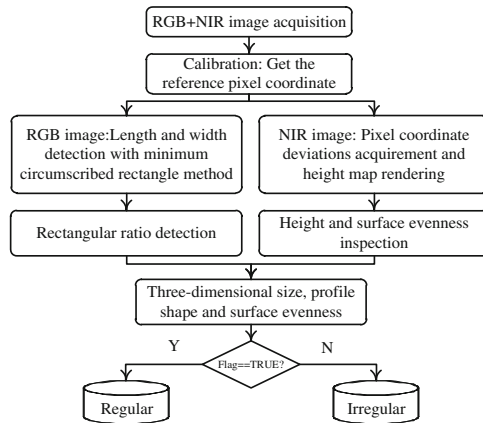 RGB+NIR image acquisition
Calibration: Get the
reference pixel coordinate
RGB image:Length and width
detection with minimum
circumscribed rectangle method
NIR image: Pixel coordinate
deviations acquirement and
height map rendering
Rectangular ratio detection
Height and surface evenness
inspection
Three-dimensional size, profile
shape and surface evenness
Y
N
Flag==TRUE?
Regular
Irregular